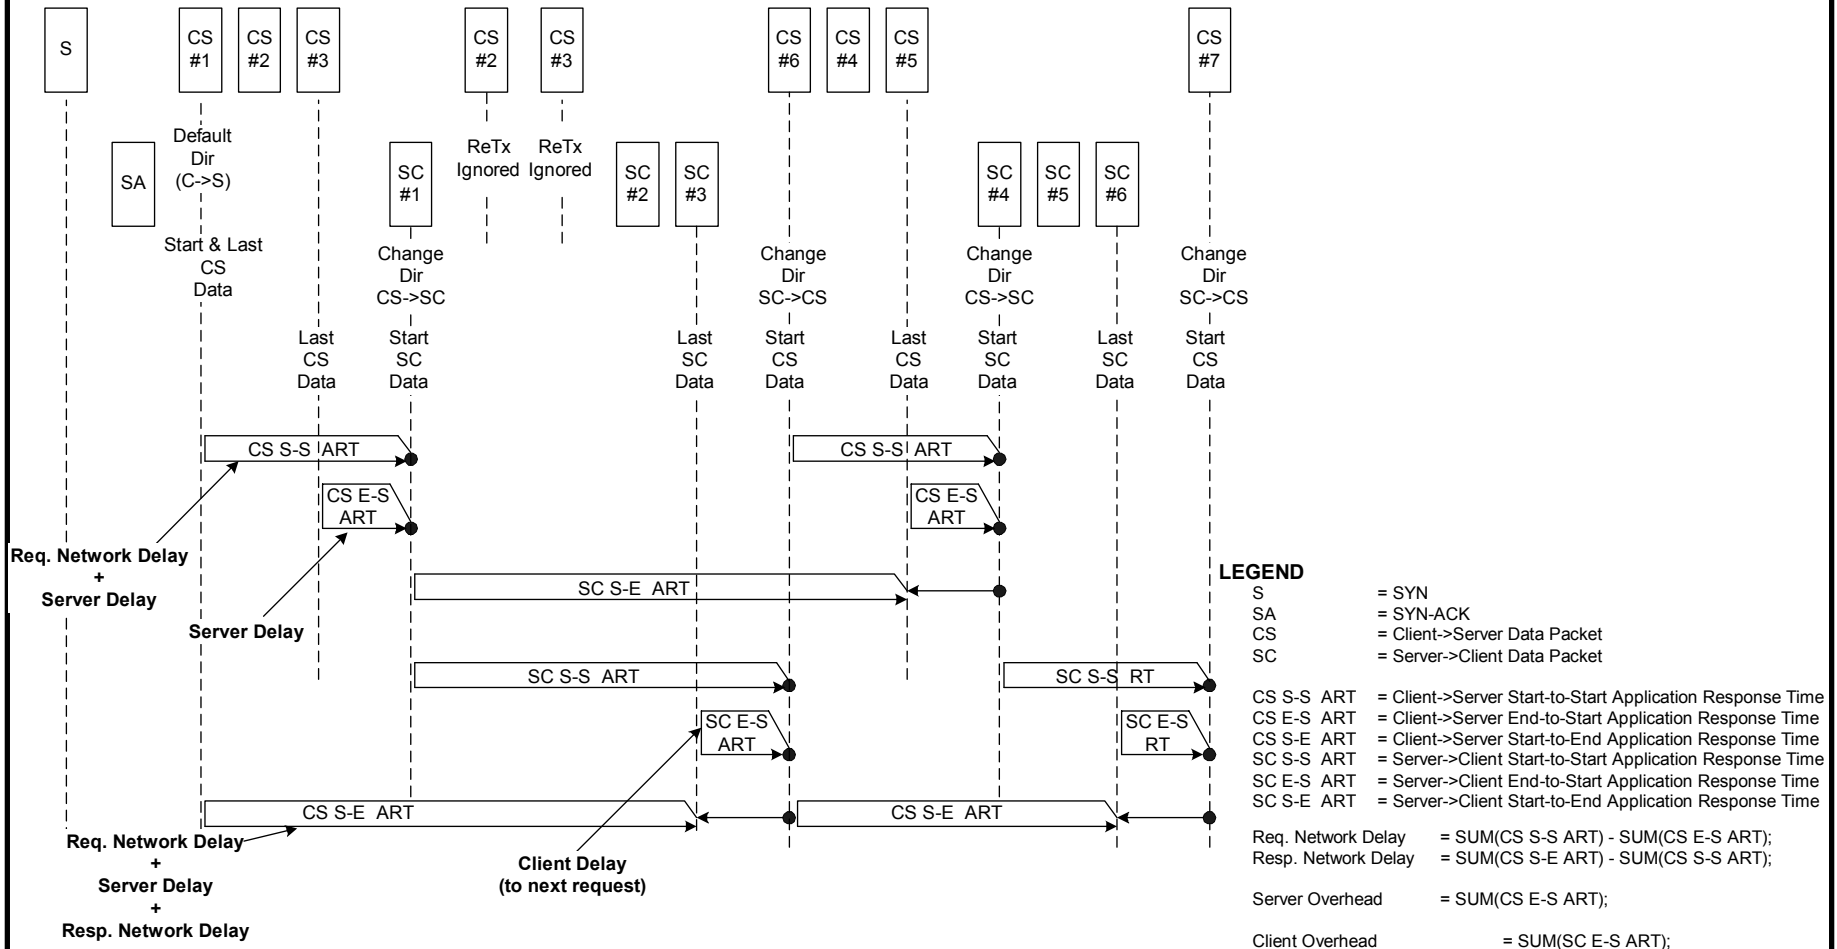 S
CS
#1
CS
#2
CS
#3
CS
#2
CS
#3
CS
#6
CS
#4
CS
#5
CS
#7
SA
Default
Dir
(C->S)
SC
#1
ReTx
Ignored
ReTx
Ignored
SC
#2
SC
#3
SC
#4
SC
#5
SC
#6
Start & Last
CS
Data
Change
Dir
CS->SC
Change
Dir
SC->CS
Change
Dir
CS->SC
Change
Dir
SC->CS
Last
CS
Data
Start
SC
Data
Last
SC
Data
Start
CS
Data
Last
CS
Data
Start
SC
Data
Last
SC
Data
Start
CS
Data
CS S-S ART
CS S-S ART
CS E-S
ART
CS E-S
ART
Req. Network Delay
+
Server Delay
Server Delay
SC S-E ART
SC S-S ART
SC S-S RT
SC E-S
ART
SC E-S
RT
CS S-E ART
CS S-E ART
Req. Network Delay
+
Server Delay
+
Resp. Network Delay
Client Delay
(to next request)
LEGEND
S = SYN
SA = SYN-ACK
CS = Client->Server Data Packet
SC = Server->Client Data Packet
CS S-S ART = Client->Server Start-to-Start Application Response Time
CS E-S ART = Client->Server End-to-Start Application Response Time
CS S-E ART = Client->Server Start-to-End Application Response Time
SC S-S ART = Server->Client Start-to-Start Application Response Time
SC E-S ART = Server->Client End-to-Start Application Response Time
SC S-E ART = Server->Client Start-to-End Application Response Time
Req. Network Delay = SUM(CS S-S ART) - SUM(CS E-S ART);
Resp. Network Delay = SUM(CS S-E ART) - SUM(CS S-S ART);
Server Overhead = SUM(CS E-S ART);
Client Overhead = SUM(SC E-S ART);